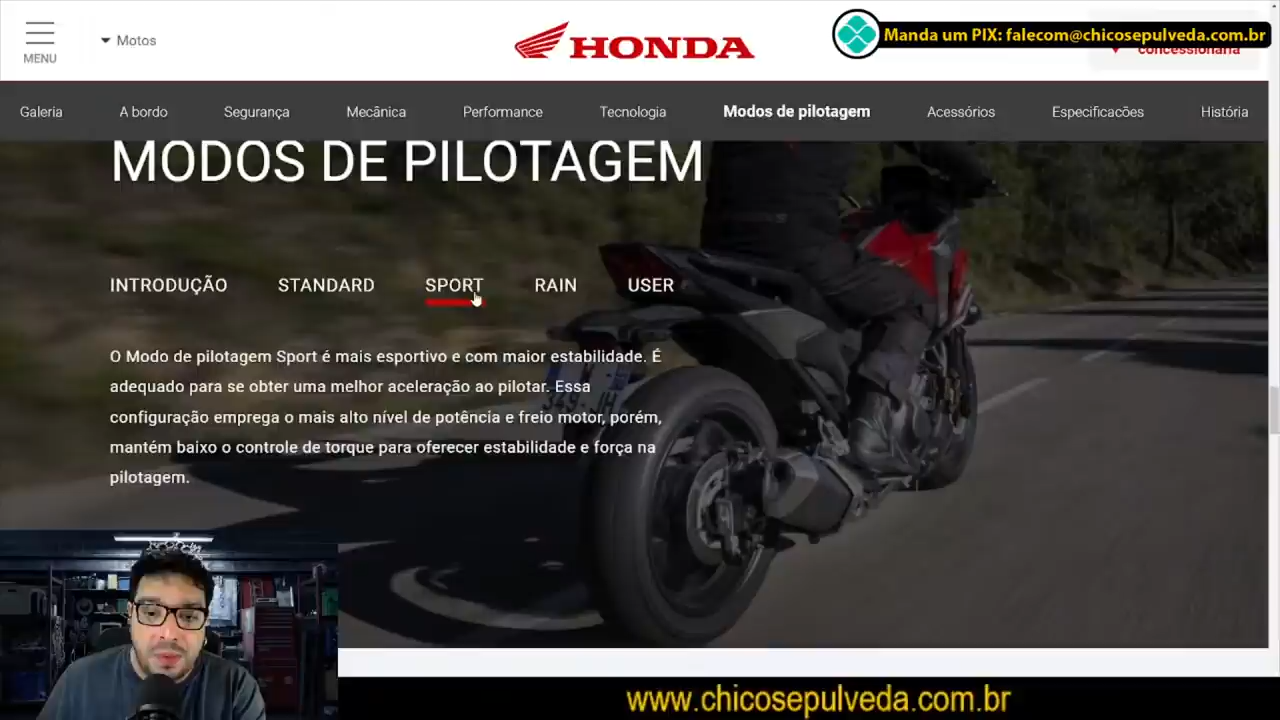 MENU
Motos
HONDA
Manda um PIX: falecom@chicosepulveda.com.br
concessionária
Galeria
A bordo
Segurança
Mecânica
Performance
Tecnologia
Modos de pilotagem
Acessórios
Especificações
História
MODOS DE PILOTAGEM
INTRODUÇÃO
STANDARD
SPORT
RAIN
USER
O Modo de pilotagem Sport é mais esportivo e com maior estabilidade. É
adequado para se obter uma melhor aceleração ao pilotar. Essa
configuração emprega o mais alto nível de potência e freio motor, porém,
mantém baixo o controle de torque para oferecer estabilidade e força na
pilotagem.
www.chicosepulveda.com.br